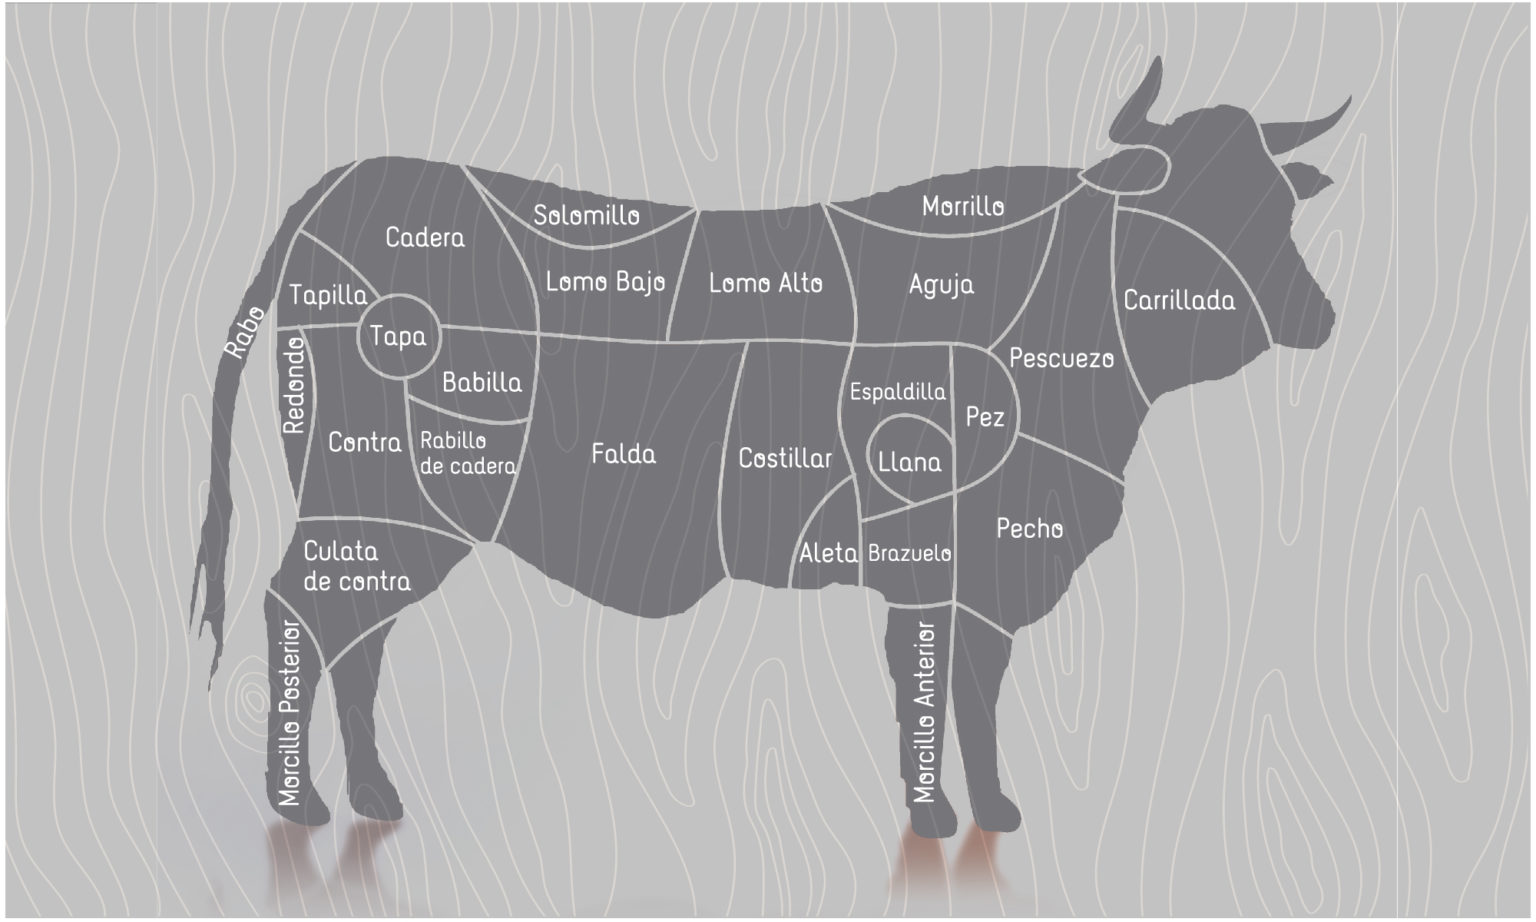 Solomillo
Morrillo
Cadera
Lomo Bajo
Lomo Alto
Aguja
Tapilla
Carrillada
Rabo
Tapa
Redondo
Pescuezo
Babilla
Espaldilla
Pez
Contra
Rabillo
de cadera
Falda
Costillar
Llana
Pecho
Culata
de contra
Aleta
Brazuelo
Morcillo Posterior
Morcillo Anterior